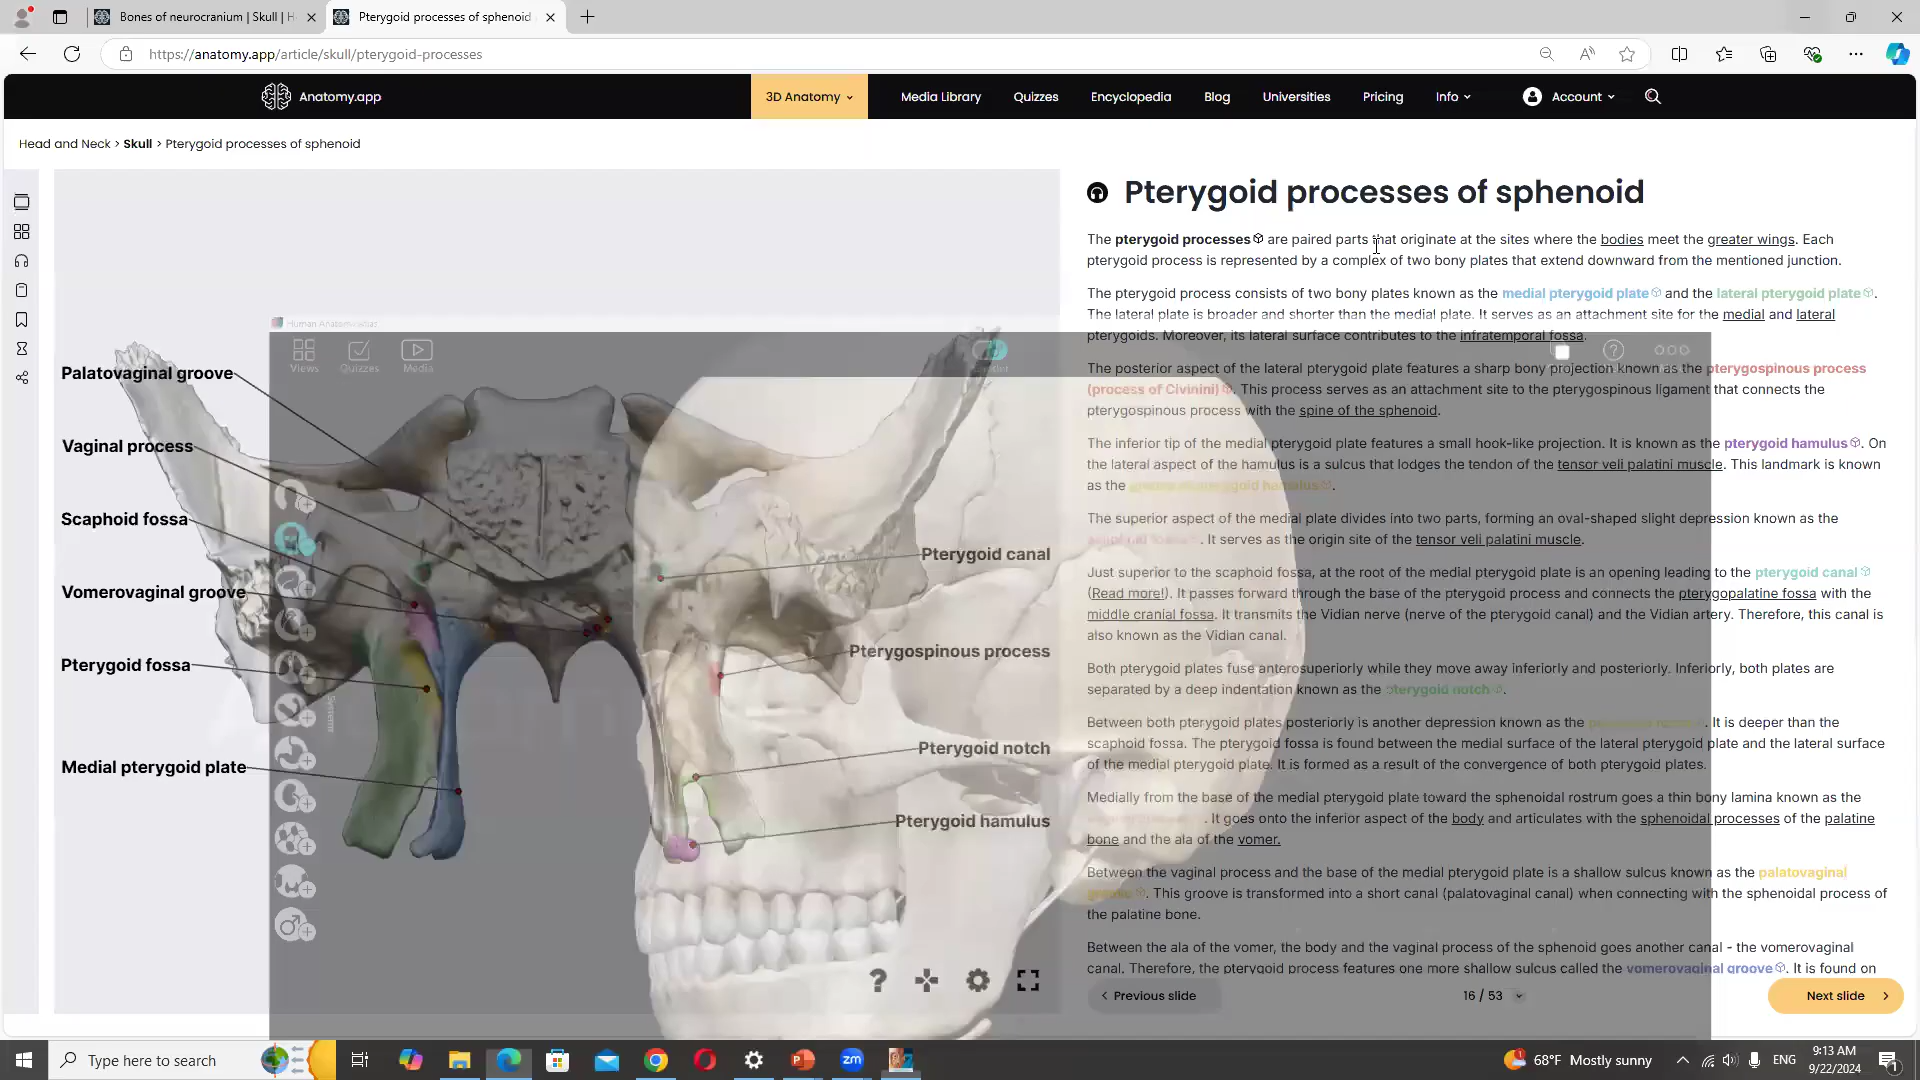 Bones of neurocranium | Skull | H
Pterygoid processes of sphenoid
https://anatomy.app/article/skull/pterygoid-processes
Anatomy.app
3D Anatomy
Media Library
Quizzes
Encyclopedia
Blog
Universities
Pricing
Info
Account
Head and Neck > Skull > Pterygoid processes of sphenoid
Palatovaginal groove
Vaginal process
Scaphoid fossa
Vomerovaginal groove
Pterygoid fossa
Medial pterygoid plate
Pterygoid canal
Pterygospinous process
Pterygoid notch
Pterygoid hamulus
Views
Quizzes
Media
Systems
Pterygoid processes of sphenoid
The pterygoid processes are paired parts that originate at the sites where the bodies meet the greater wings. Each
pterygoid process is represented by a complex of two bony plates that extend downward from the mentioned junction.
The pterygoid process consists of two bony plates known as the medial pterygoid plate and the lateral pterygoid plate.
The lateral plate is broader and shorter than the medial plate. It serves as an attachment site for the medial and lateral
pterygoids. Moreover, its lateral surface contributes to the infratemporal fossa.
The posterior aspect of the lateral pterygoid plate features a sharp bony projection known as the pterygospinous process
(process of Civinini). This process serves as an attachment site to the pterygospinous ligament that connects the
pterygospinous process with the spine of the sphenoid.
The inferior tip of the medial pterygoid plate features a small hook-like projection. It is known as the pterygoid hamulus. On
the lateral aspect of the hamulus is a sulcus that lodges the tendon of the tensor veli palatini muscle. This landmark is known
as the groove of pterygoid hamulus.
The superior aspect of the medial plate divides into two parts, forming an oval-shaped slight depression known as the
. It serves as the origin site of the tensor veli palatini muscle.
Just superior to the scaphoid fossa, at the root of the medial pterygoid plate is an opening leading to the pterygoid canal
(Read more!). It passes forward through the base of the pterygoid process and connects the pterygopalatine fossa with the
middle cranial fossa. It transmits the Vidian nerve (nerve of the pterygoid canal) and the Vidian artery. Therefore, this canal is
also known as the Vidian canal.
Both pterygoid plates fuse anterosuperiorly while they move away inferiorly and posteriorly. Inferiorly, both plates are
separated by a deep indentation known as the pterygoid notch.
Between both pterygoid plates posteriorly is another depression known as the . It is deeper than the
scaphoid fossa. The pterygoid fossa is found between the medial surface of the lateral pterygoid plate and the lateral surface
of the medial pterygoid plate. It is formed as a result of the convergence of both pterygoid plates.
Medially from the base of the medial pterygoid plate toward the sphenoidal rostrum goes a thin bony lamina known as the
. It goes onto the inferior aspect of the body and articulates with the sphenoidal processes of the palatine
bone and the ala of the vomer.
Between the vaginal process and the base of the medial pterygoid plate is a shallow sulcus known as the palatovaginal
groove. This groove is transformed into a short canal (palatovaginal canal) when connecting with the sphenoidal process of
the palatine bone.
Between the ala of the vomer, the body and the vaginal process of the sphenoid goes another canal - the vomerovaginal
canal. Therefore, the pterygoid process features one more shallow sulcus called the vomerovaginal groove. It is found on
Previous slide
16 / 53
Next slide
Type here to search
68°F Mostly sunny
ENG
9:13 AM
9/22/2024